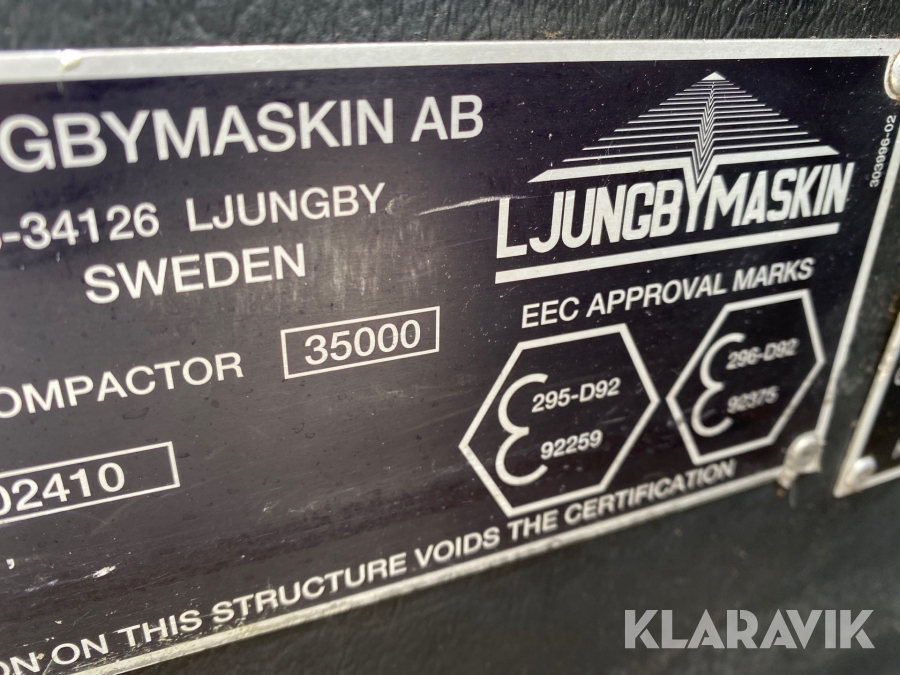 GBYMASKIN AB
-34126 LJUNGBY
SWEDEN
OMPACTOR 35000
02410
LJUNGBYMASKIN
EEC APPROVAL MARKS
295-D92
92259
296-D92
92375
ON ON THIS STRUCTURE VOIDS THE CERTIFICATION
303996-02
KLARAVIK